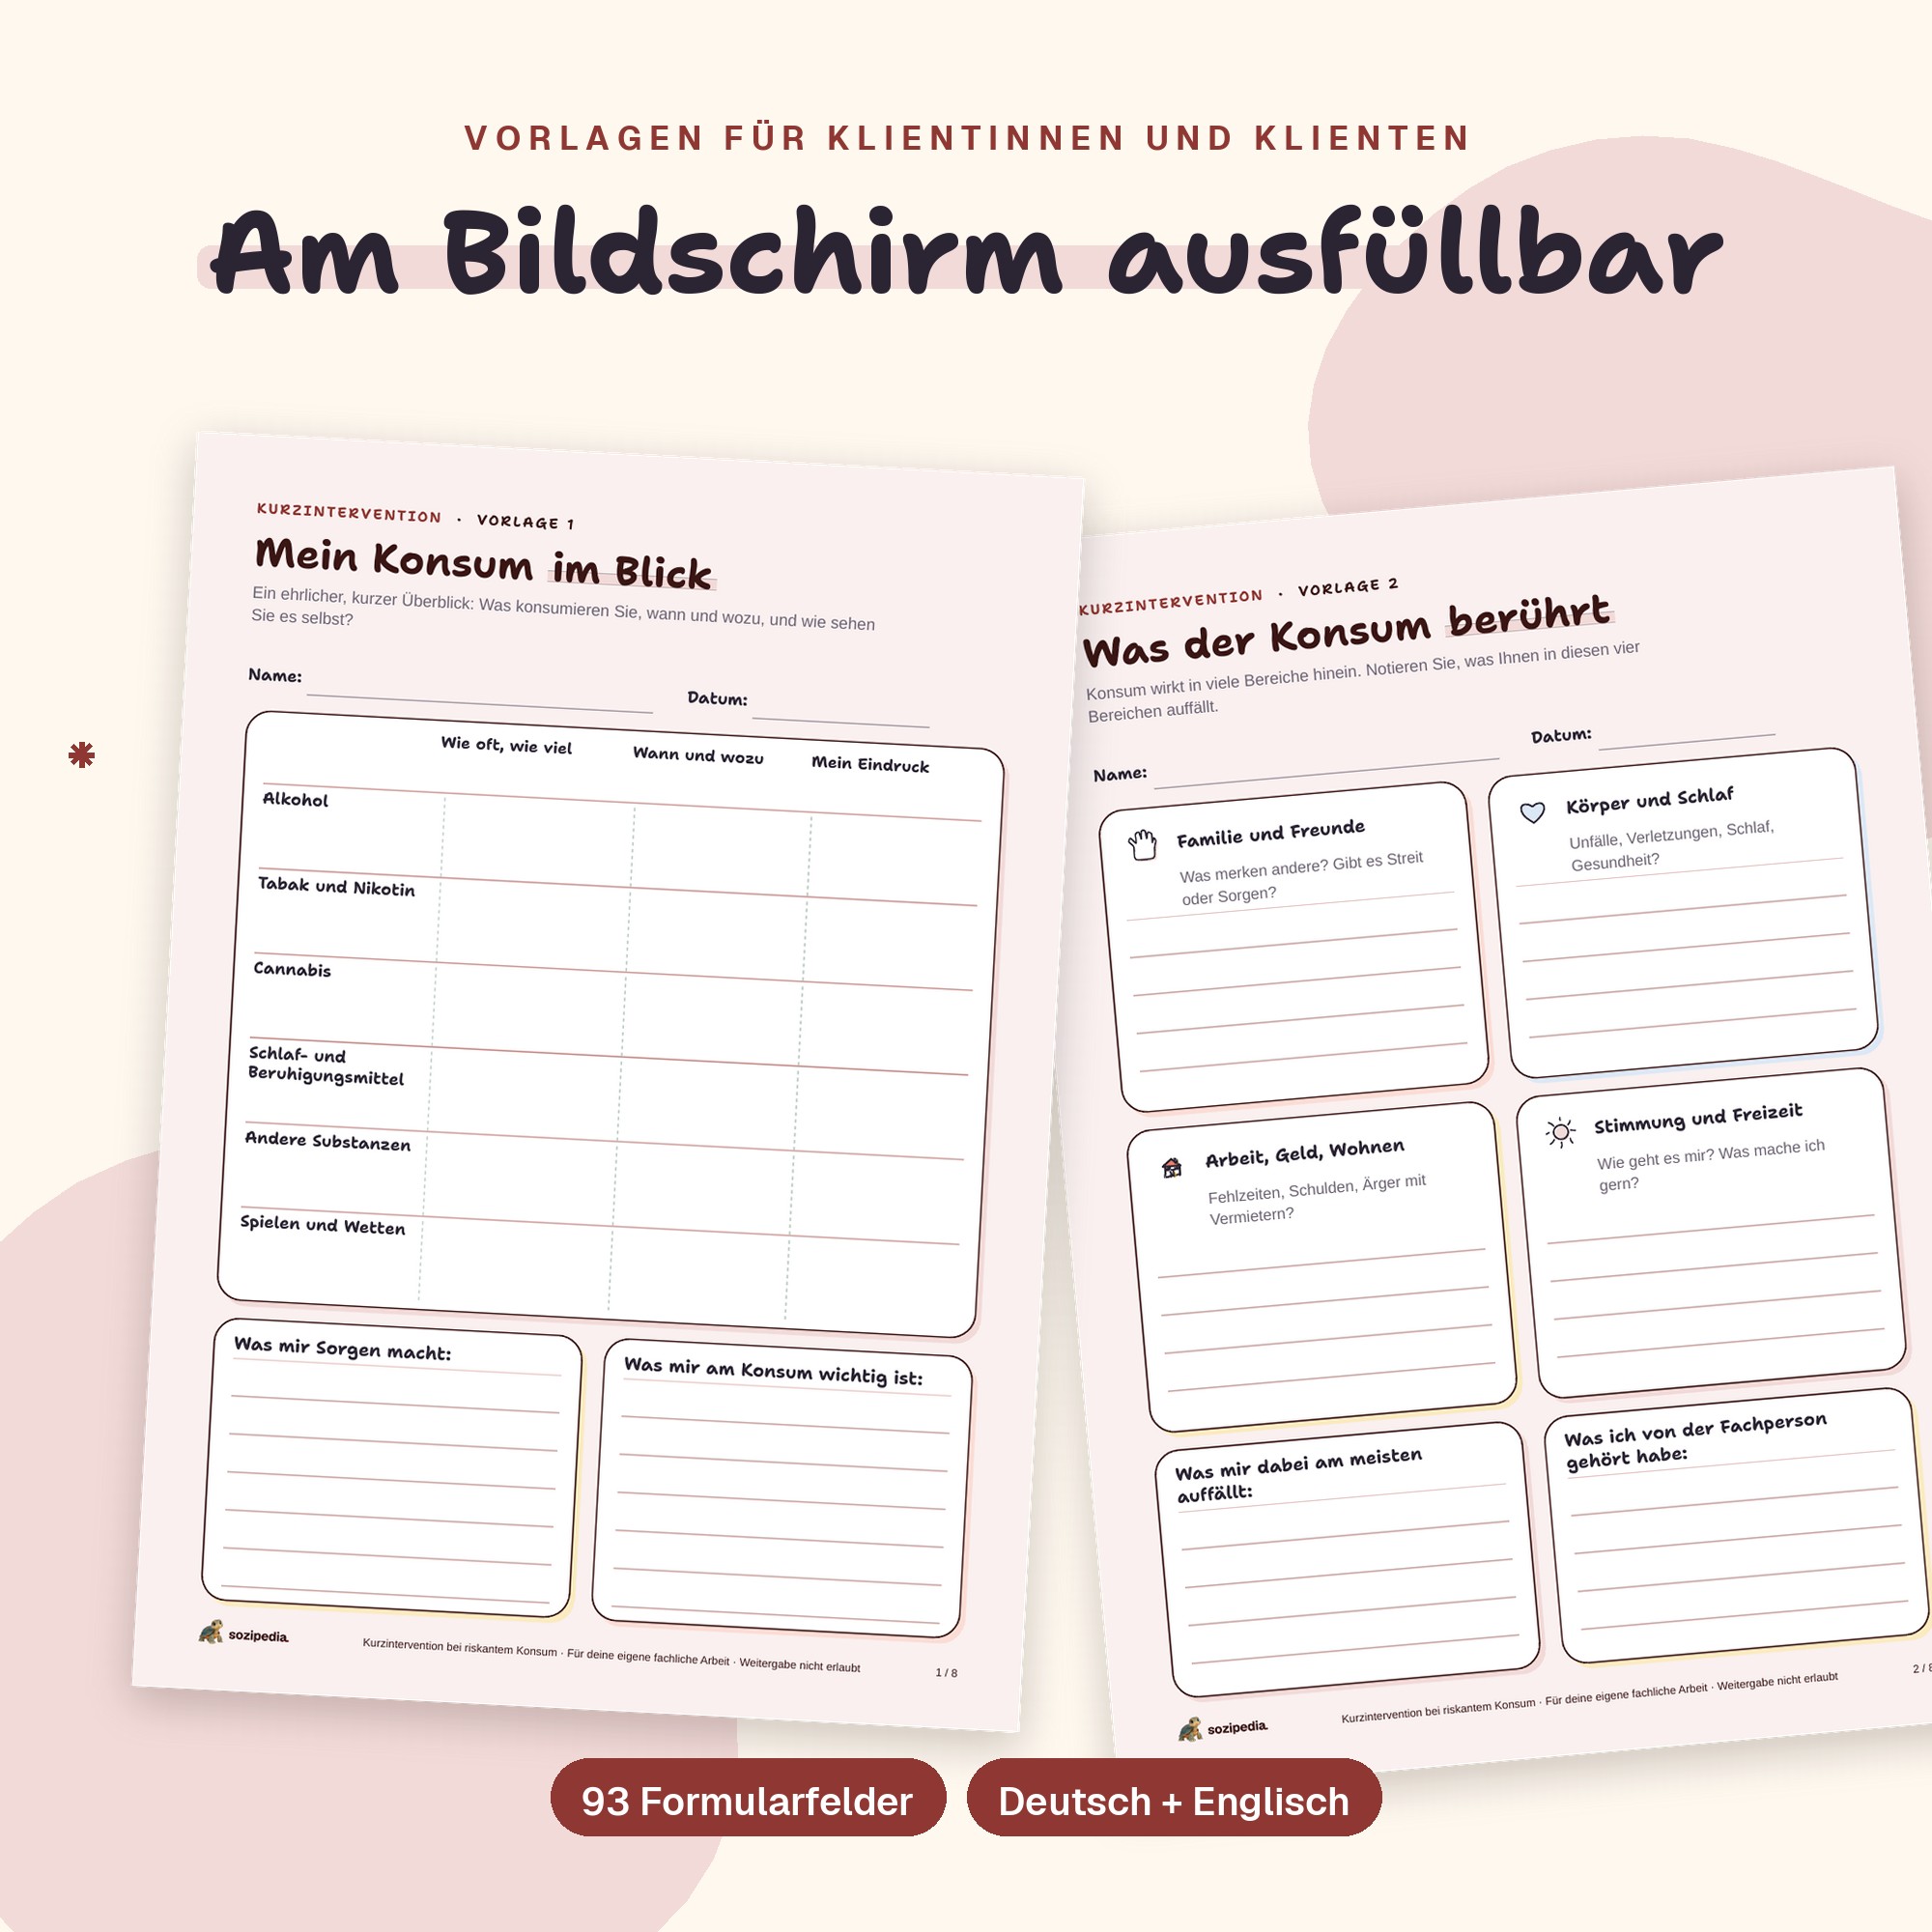 VORLAGEN FÜR KLIENTINNEN UND KLIENTEN
Am Bildschirm ausfüllbar
KURZINTERVENTION · VORLAGE 1
Mein Konsum im Blick
Ein ehrlicher, kurzer Überblick: Was konsumieren Sie, wann und wozu, und wie sehen
Sie es selbst?
Name:
Datum:
Wie oft, wie viel
Wann und wozu
Mein Eindruck
Alkohol
Tabak und Nikotin
Cannabis
Schlaf- und
Beruhigungsmittel
Andere Substanzen
Spielen und Wetten
Was mir Sorgen macht:
Was mir am Konsum wichtig ist:
sozipedia.
Kurzintervention bei riskantem Konsum · Für deine eigene fachliche Arbeit · Weitergabe nicht erlaubt
1 / 8
KURZINTERVENTION · VORLAGE 2
Was der Konsum berührt
Konsum wirkt in viele Bereiche hinein. Notieren Sie, was Ihnen in diesen vier
Bereichen auffällt.
Name:
Datum:
Familie und Freunde
Was merken andere? Gibt es Streit
oder Sorgen?
Körper und Schlaf
Unfälle, Verletzungen, Schlaf,
Gesundheit?
Arbeit, Geld, Wohnen
Fehlzeiten, Schulden, Ärger mit
Vermietern?
Stimmung und Freizeit
Wie geht es mir? Was mache ich
gern?
Was mir dabei am meisten
auffällt:
Was ich von der Fachperson
gehört habe:
sozipedia.
Kurzintervention bei riskantem Konsum · Für deine eigene fachliche Arbeit · Weitergabe nicht erlaubt
2 / 8
93 Formularfelder
Deutsch + Englisch